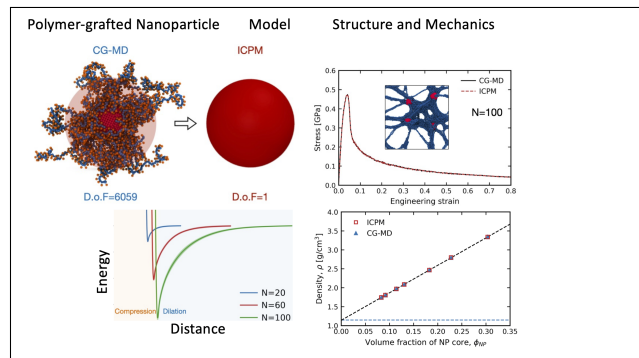 Polymer-grafted Nanoparticle Model Structure and Mechanics
CG-MD
ICPM
D.o.F=6059
D.o.F=1
Energy
Compression
Dilation
N=20
N=60
N=100
Distance
Stress [GPa]
0.6
0.5
0.4
0.3
0.2
0.1
0.0
CG-MD
ICPM
N=100
0.0 0.1 0.2 0.3 0.4 0.5 0.6 0.7 0.8
Engineering strain
Density, ρ [g/cm³]
5.0
4.0
3.0
2.0
1.0
0.0
ICPM
CG-MD
0.00 0.05 0.10 0.15 0.20 0.25 0.30 0.35
Volume fraction of NP core, ϕNP